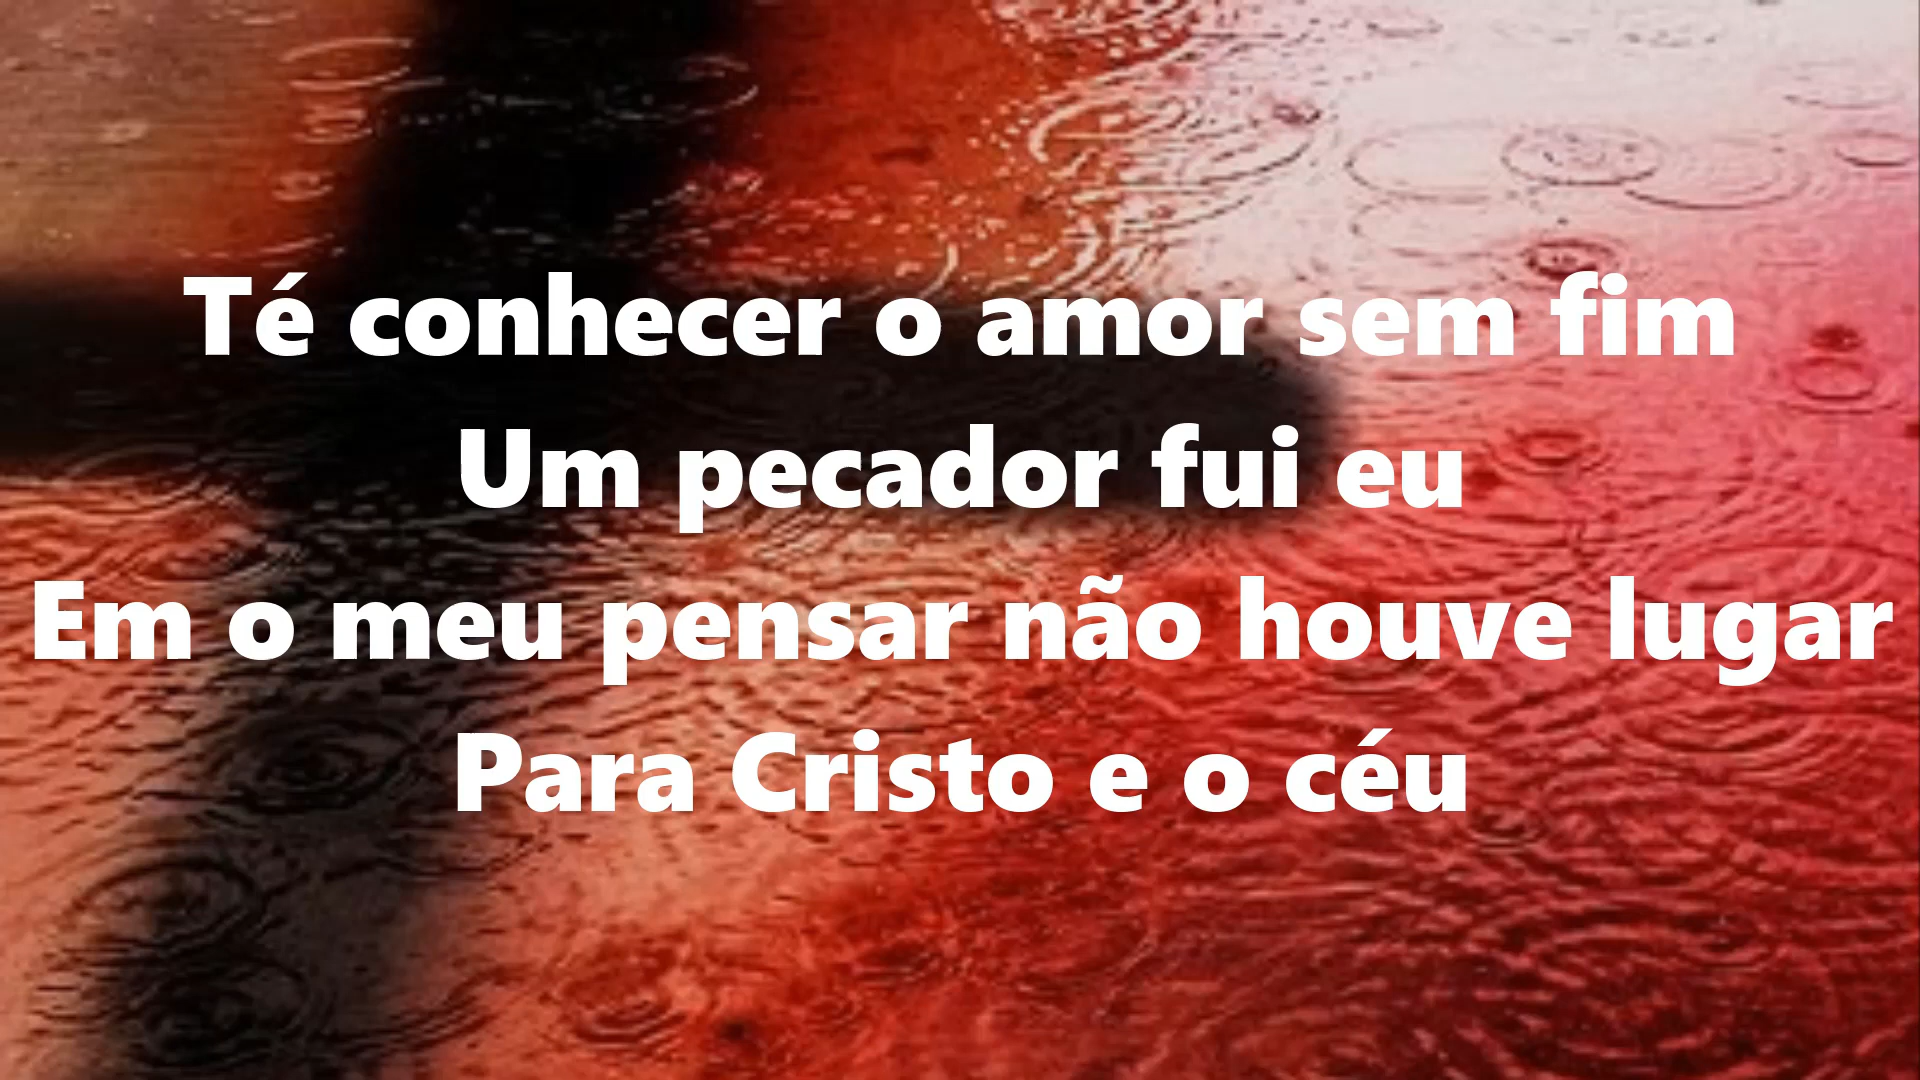 Té conhecer o amor sem fim
Um pecador fui eu
Em o meu pensar não houve lugar
Para Cristo e o céu